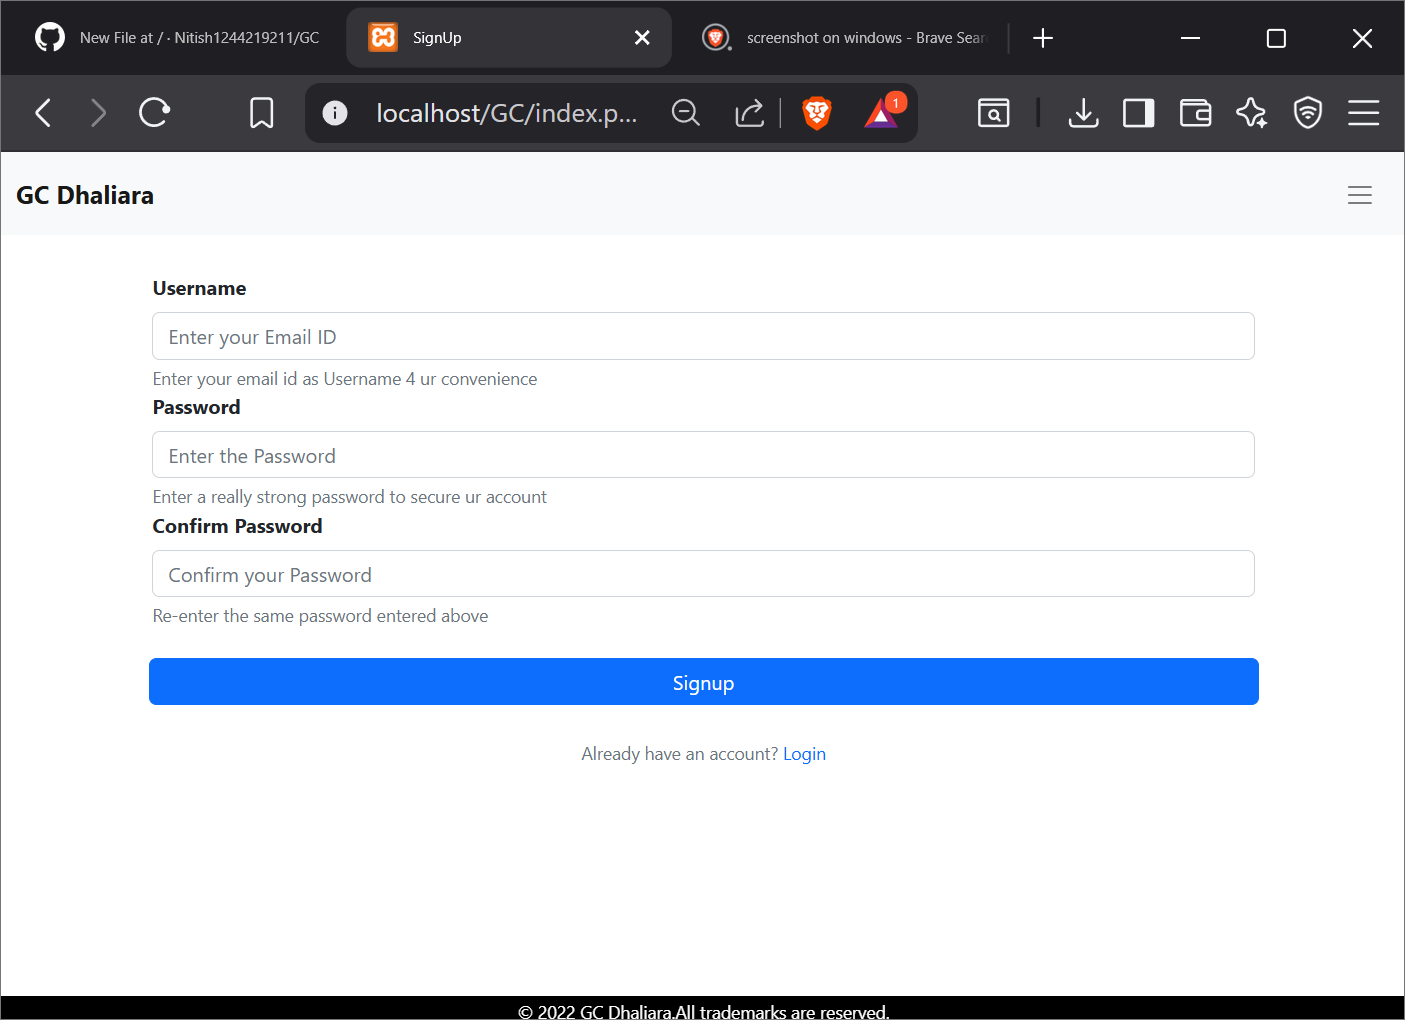 New File at / · Nitish1244219211/GC
SignUp
screenshot on windows - Brave Sear
localhost/GC/index.p...
1
GC Dhaliara
Username
Enter your Email ID
Enter your email id as Username 4 ur convenience
Password
Enter the Password
Enter a really strong password to secure ur account
Confirm Password
Confirm your Password
Re-enter the same password entered above
Signup
Already have an account? Login
© 2022 GC Dhaliara.All trademarks are reserved.